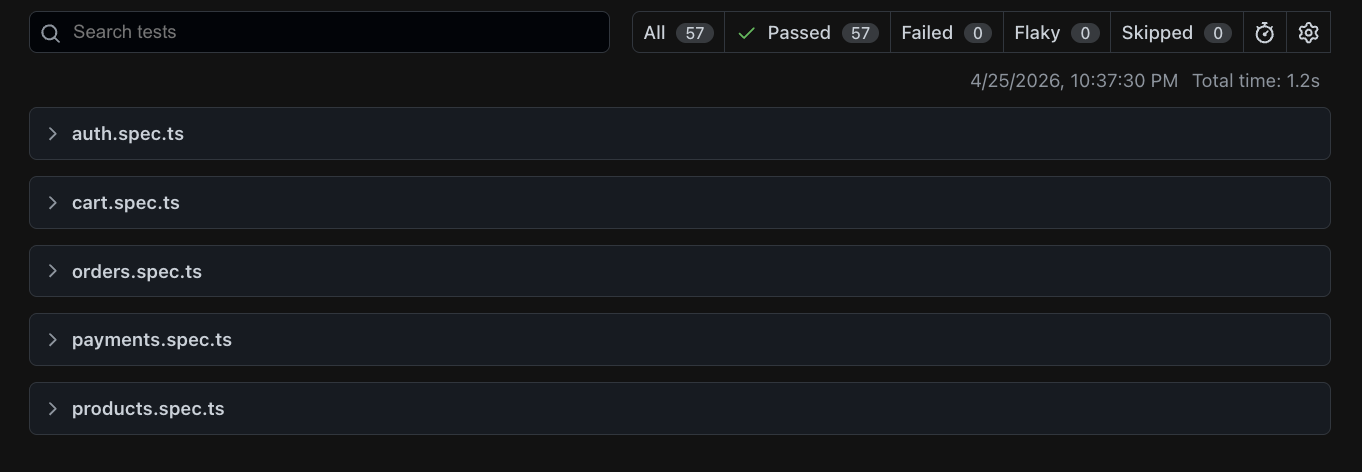 Search tests All 57 Passed 57 Failed 0 Flaky 0 Skipped 0
4/25/2026, 10:37:30 PM Total time: 1.2s
auth.spec.ts
cart.spec.ts
orders.spec.ts
payments.spec.ts
products.spec.ts